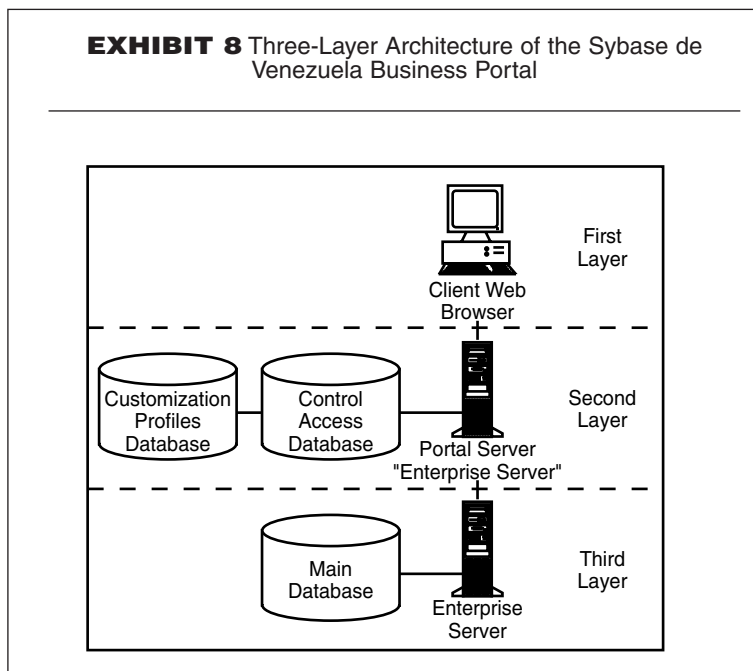 EXHIBIT 8 Three-Layer Architecture of the Sybase de
Venezuela Business Portal
First
Layer
Client Web
Browser
Customization
Profiles
Database
Control
Access
Database
Portal Server
"Enterprise Server"
Second
Layer
Main
Database
Enterprise
Server
Third
Layer